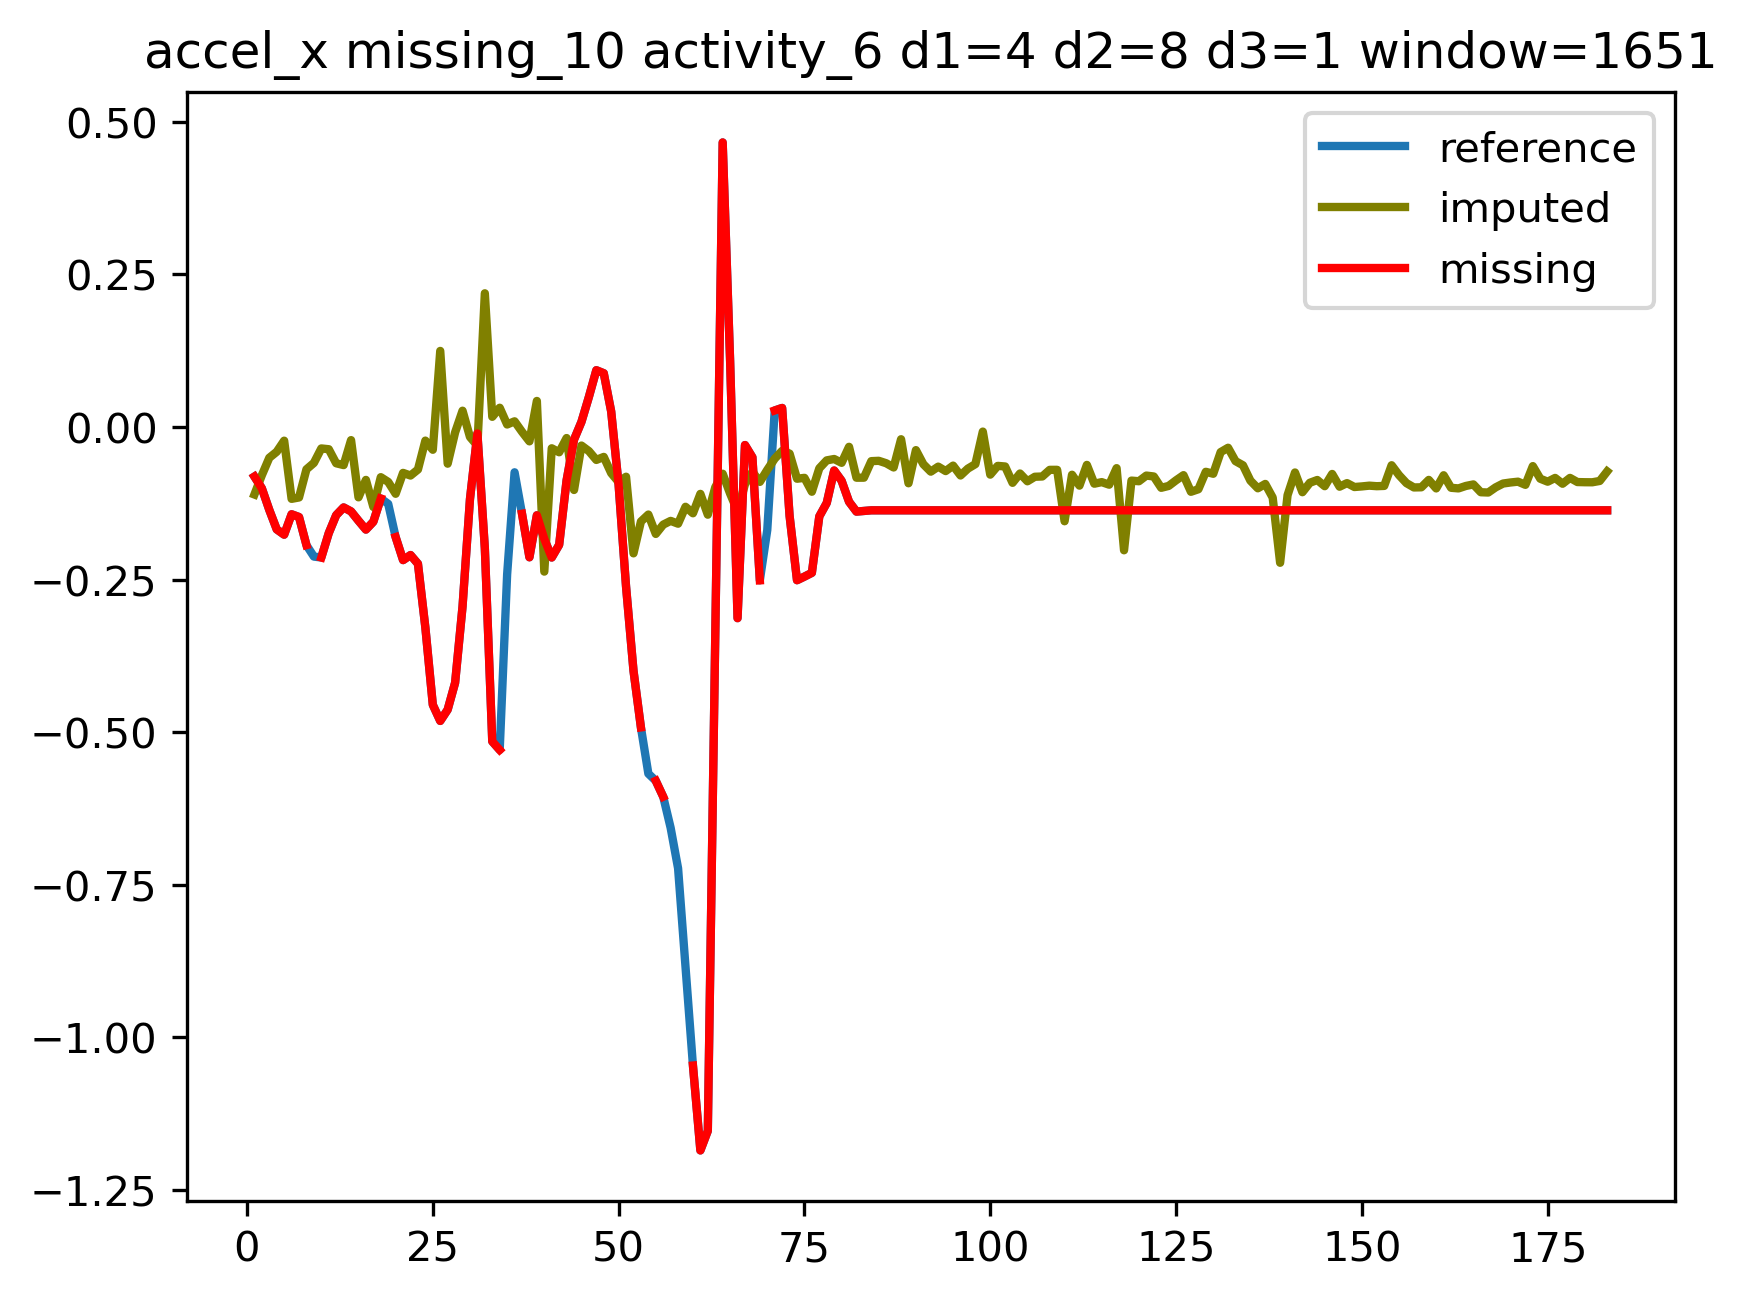 accel_x missing_10 activity_6 d1=4 d2=8 d3=1 window=1651
reference
imputed
missing
0.50
0.25
0.00
−0.25
−0.50
−0.75
−1.00
−1.25
0 25 50 75 100 125 150 175